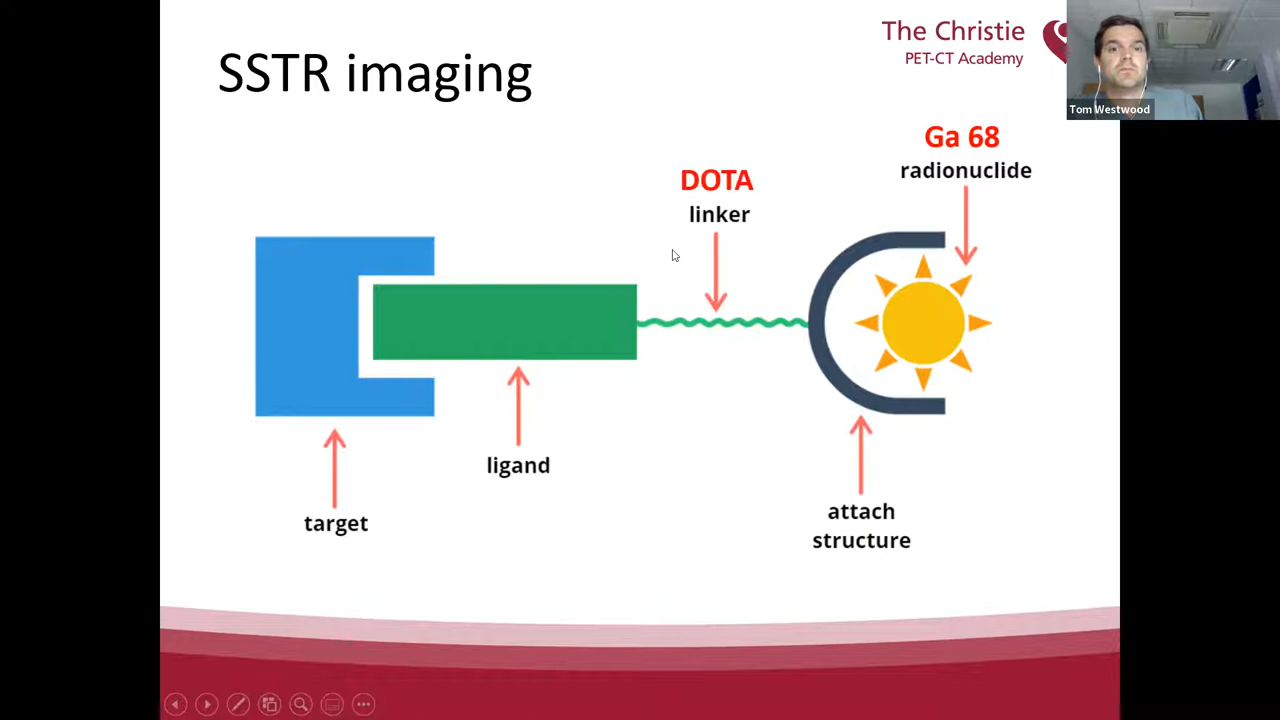 SSTR imaging
The Christie
PET-CT Academy
Tom Westwood
Ga 68
radionuclide
DOTA
linker
ligand
target
attach
structure